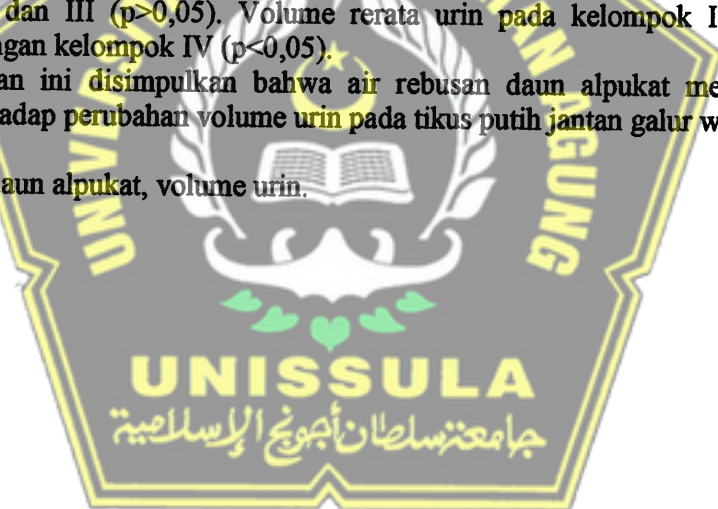 dan III (p>0,05). Volume rerata urin pada kelompok I
ngan kelompok IV (p<0,05).
an ini disimpulkan bahwa air rebusan daun alpukat me
adap perubahan volume urin pada tikus putih jantan galur w
aun alpukat, volume urin.
AGUNG
UNISSULA
جامعة سلطان أجونج الإسلامية